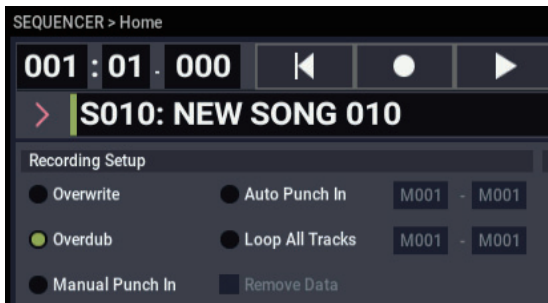 SEQUENCER > Home
001 : 01 . 000
S010: NEW SONG 010
Recording Setup
Overwrite Auto Punch In M001 - M001
Overdub Loop All Tracks M001 - M001
Manual Punch In Remove Data